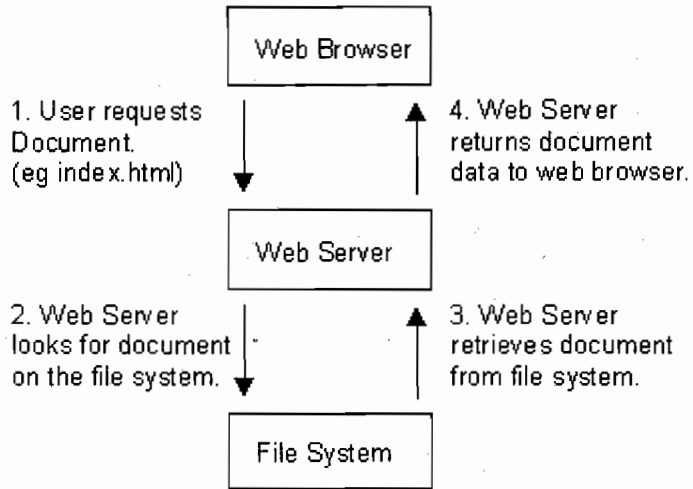 Web Browser
1. User requests
Document.
(eg index.html)
4. Web Server
returns document
data to web browser.
Web Server
2. Web Server
looks for document
on the file system.
3. Web Server
retrieves document
from file system.
File System